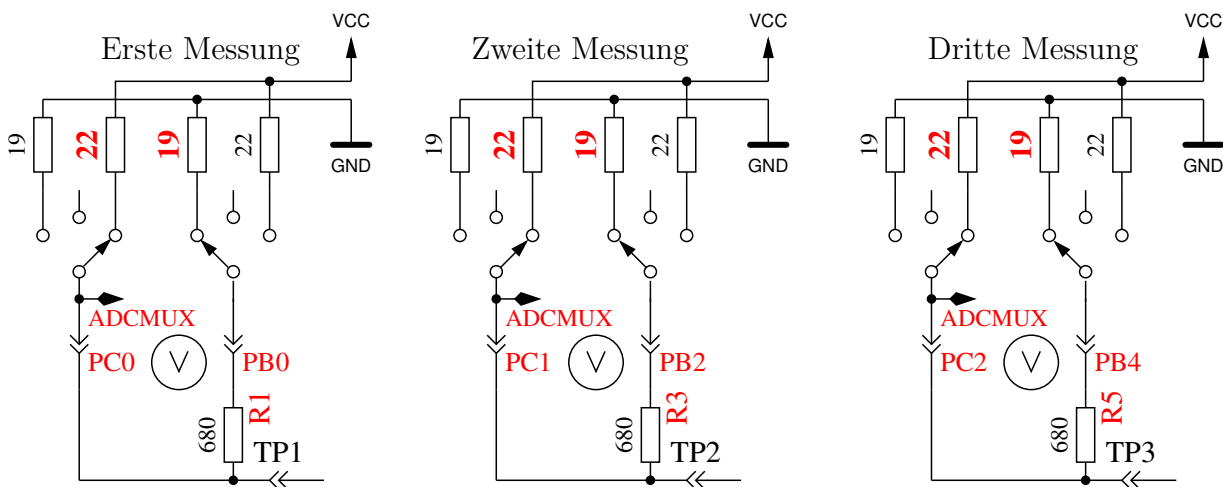 Erste Messung
VCC
19
22
19
22
GND
ADCMUX
PC0
V
PB0
R1
680
TP1
Zweite Messung
VCC
19
22
19
22
GND
ADCMUX
PC1
V
PB2
R3
680
TP2
Dritte Messung
VCC
19
22
19
22
GND
ADCMUX
PC2
V
PB4
R5
680
TP3